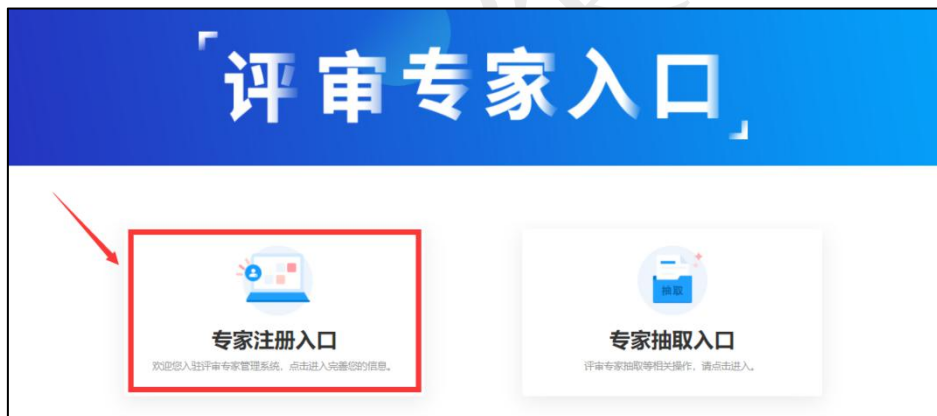 「评审专家入口」
抽取
专家注册入口
专家抽取入口
欢迎您入驻评审专家管理系统，点击进入完善您的信息。
评审专家抽取等相关操作，请点击进入。